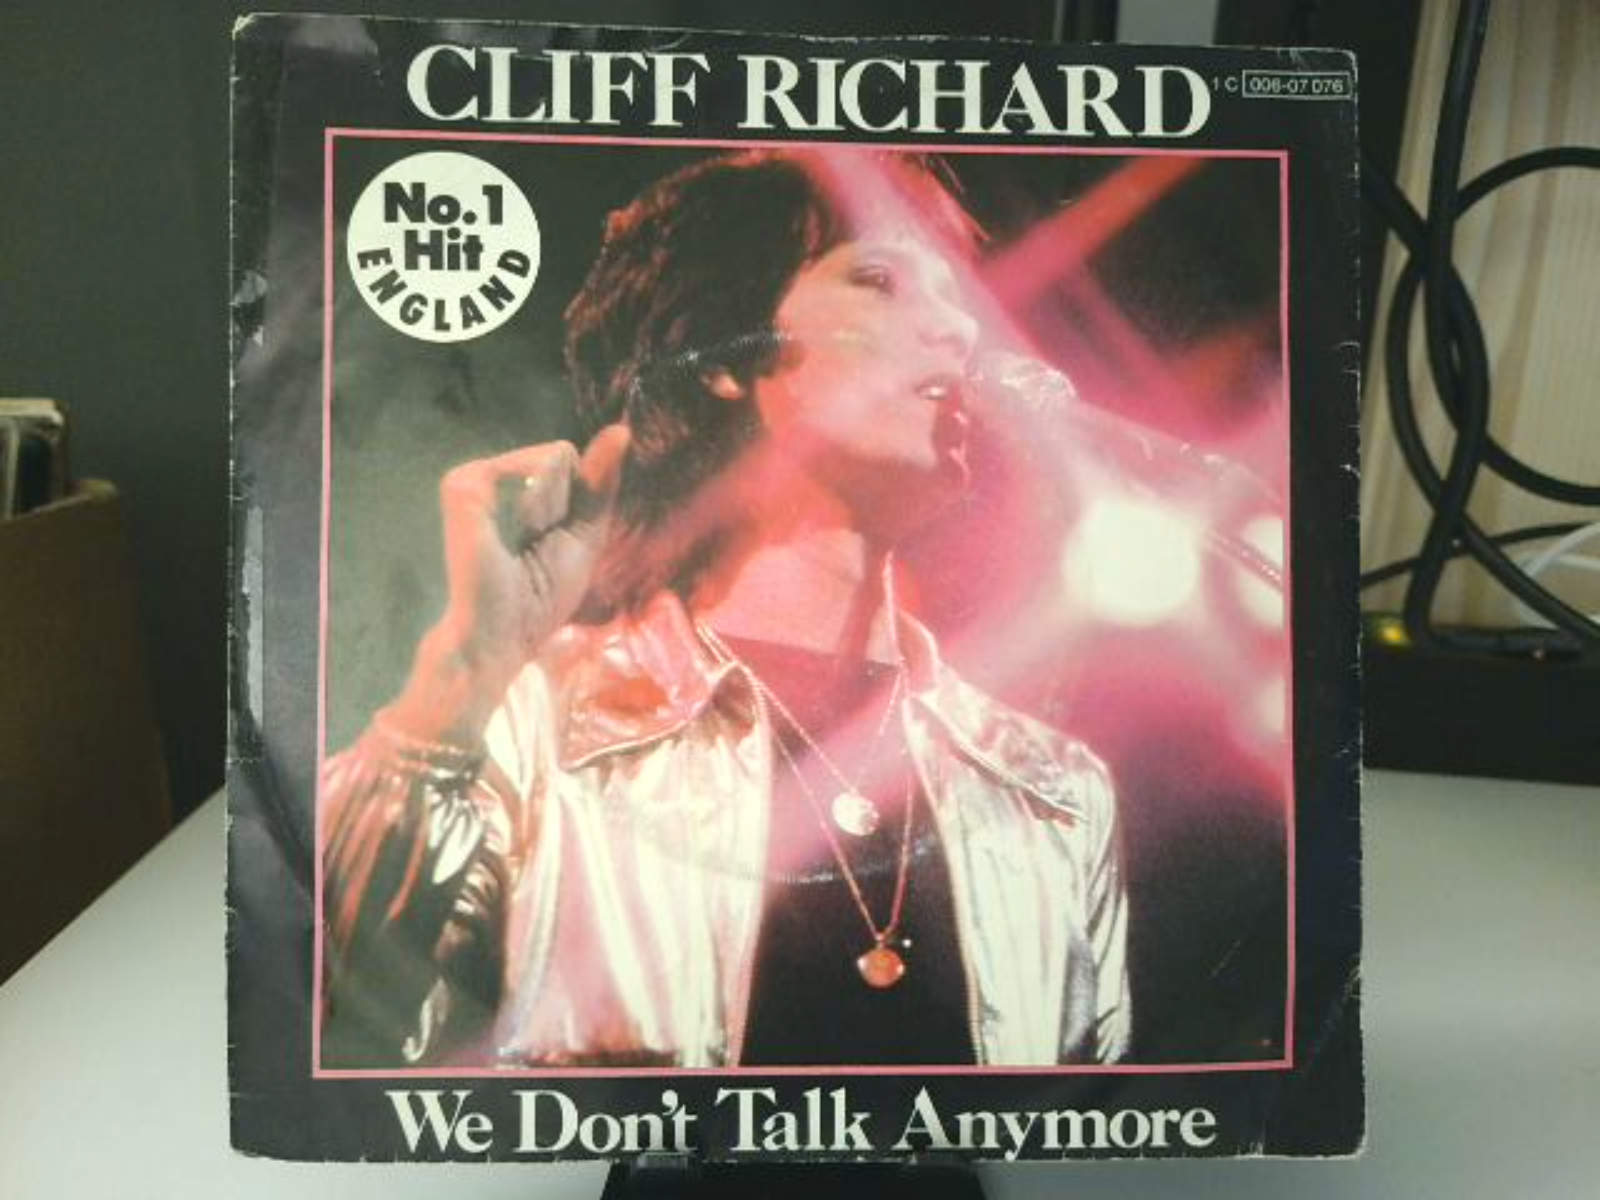 CLIFF RICHARD
1 C 006-07 076
No. 1
Hit
ENGLAND
We Don't Talk Anymore